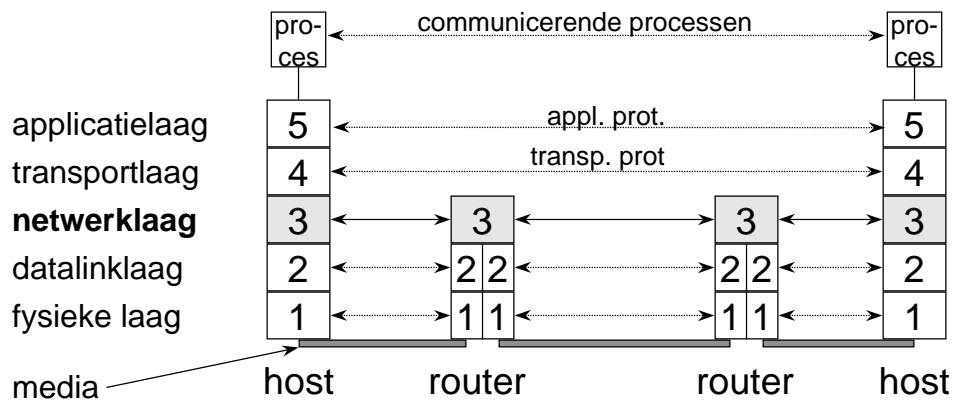 pro-
ces
communicerende processen
pro-
ces
applicatielaag 5 appl. prot. 5
transportlaag 4 transp. prot 4
netwerklaag 3 3 3 3
datalinklaag 2 2 2 2 2 2
fysieke laag 1 1 1 1 1 1
media host router router host